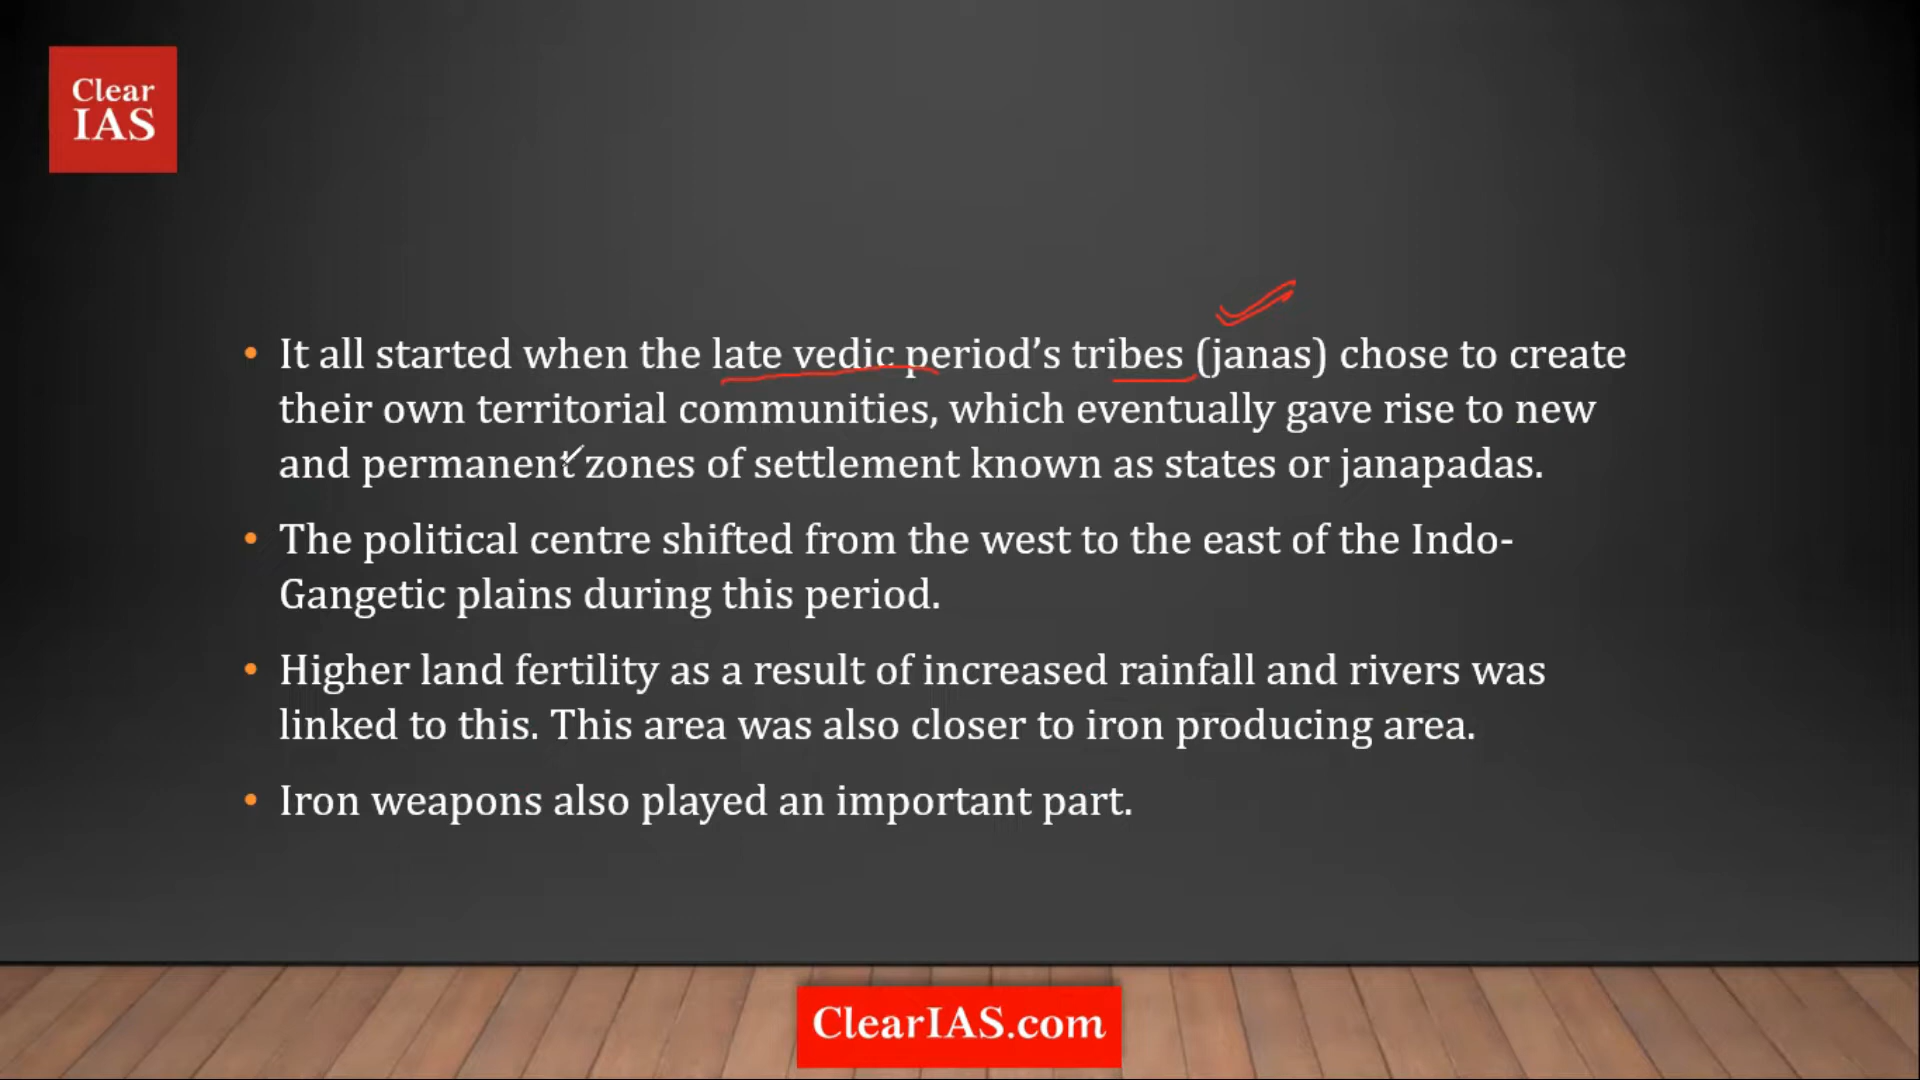 Clear
IAS
• It all started when the late vedic period’s tribes (janas) chose to create
their own territorial communities, which eventually gave rise to new
and permanent zones of settlement known as states or janapadas.
• The political centre shifted from the west to the east of the Indo-
Gangetic plains during this period.
• Higher land fertility as a result of increased rainfall and rivers was
linked to this. This area was also closer to iron producing area.
• Iron weapons also played an important part.
ClearIAS.com